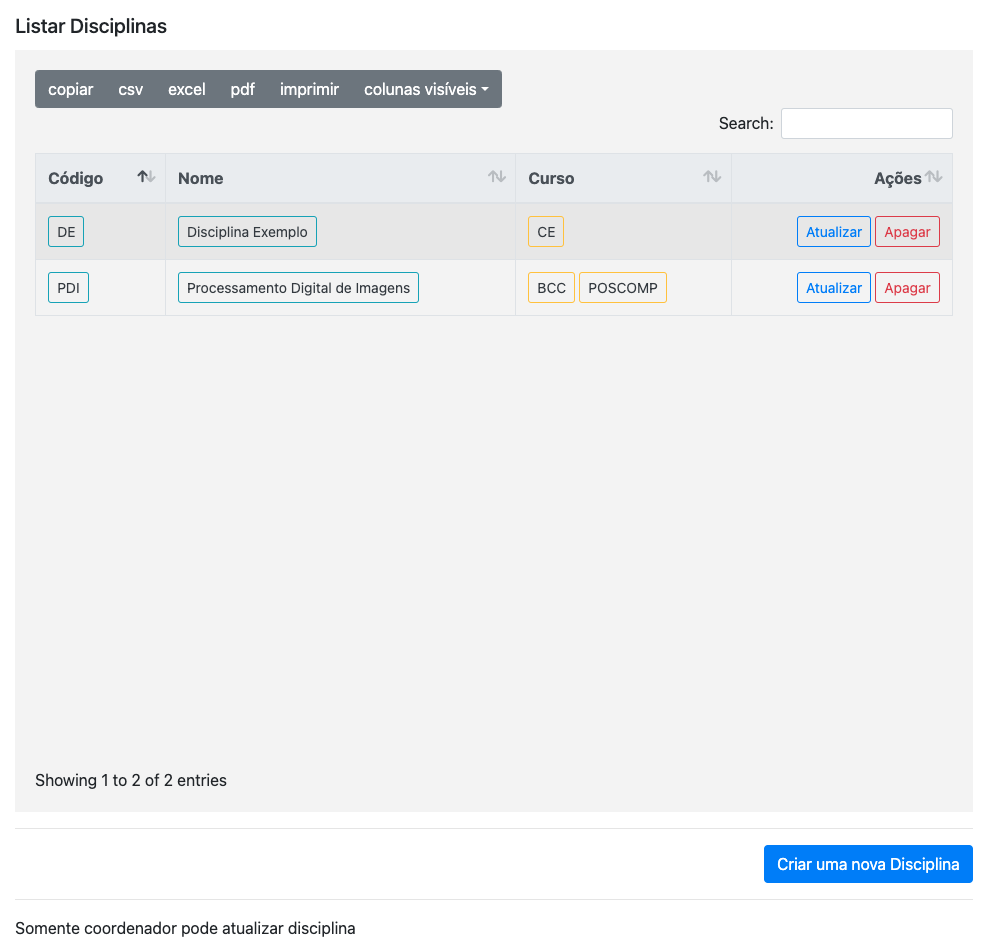 Listar Disciplinas
copiar csv excel pdf imprimir colunas visíveis
Search:
Código Nome Curso Ações
DE Disciplina Exemplo CE Atualizar Apagar
PDI Processamento Digital de Imagens BCC POSCOMP Atualizar Apagar
Showing 1 to 2 of 2 entries
Criar uma nova Disciplina
Somente coordenador pode atualizar disciplina